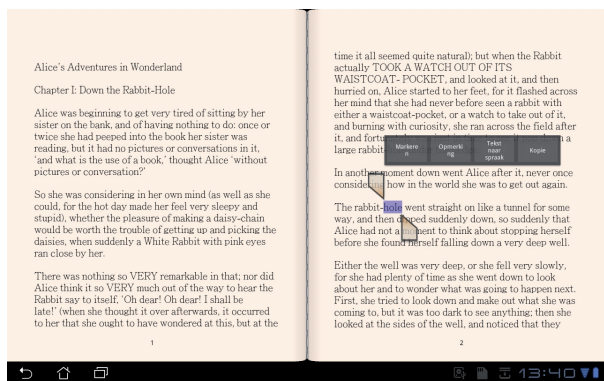 Alice's Adventures in Wonderland
Chapter I: Down the Rabbit-Hole
Alice was beginning to get very tired of sitting by her
sister on the bank, and of having nothing to do: once or
twice she had peeped into the book her sister was
reading, but it had no pictures or conversations in it,
'and what is the use of a book,' thought Alice 'without
pictures or conversation?'
So she was considering in her own mind (as well as she
could, for the hot day made her feel very sleepy and
stupid), whether the pleasure of making a daisy-chain
would be worth the trouble of getting up and picking the
daisies, when suddenly a White Rabbit with pink eyes
ran close by her.
There was nothing so VERY remarkable in that; nor did
Alice think it so VERY much out of the way to hear the
Rabbit say to itself, 'Oh dear! Oh dear! I shall be
late!' (when she thought it over afterwards, it occurred
to her that she ought to have wondered at this, but at the
1
time it all seemed quite natural); but when the Rabbit
actually TOOK A WATCH OUT OF ITS
WAISTCOAT- POCKET, and looked at it, and then
hurried on, Alice started to her feet, for it flashed across
her mind that she had never before seen a rabbit with
either a waistcoat-pocket, or a watch to take out of it,
and burning with curiosity, she ran across the field after
it, and
large rabbit
Markere
n
Opmerki
ng
Tekst
naar
spraak
Kopie
In another moment down went Alice after it, never once
considering how in the world she was to get out again.
The rabbit-hole went straight on like a tunnel for some
way, and then dipped suddenly down, so suddenly that
Alice had not a moment to think about stopping herself
before she found herself falling down a very deep well.
Either the well was very deep, or she fell very slowly,
for she had plenty of time as she went down to look
about her and to wonder what was going to happen next.
First, she tried to look down and make out what she was
coming to, but it was too dark to see anything; then she
looked at the sides of the well, and noticed that they
2
13:40